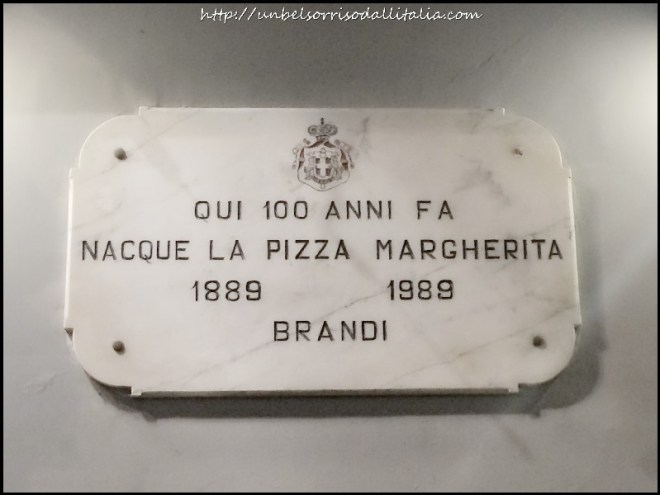 http://unbelsorrisodallitalia.com
QUI 100 ANNI FA
NACQUE LA PIZZA MARGHERITA
1889 1989
BRANDI